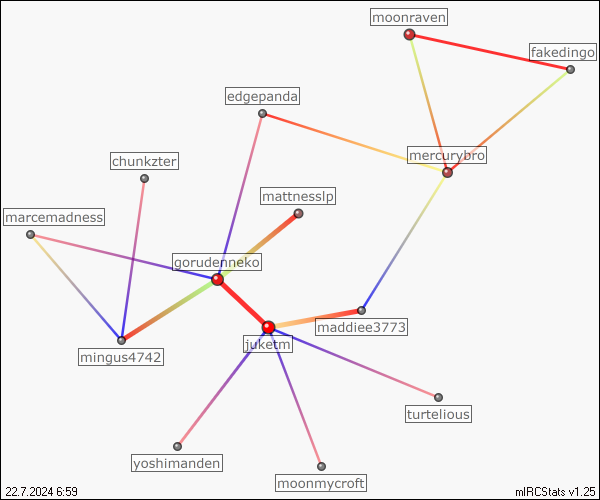 moonraven
fakedingo
edgepanda
mercurybro
chunkzter
mattnesslp
marcemadness
gorudenneko
maddiee3773
juketm
mingus4742
turtelious
yoshimanden
moonmycroft
22.7.2024 6:59
mIRCStats v1.25